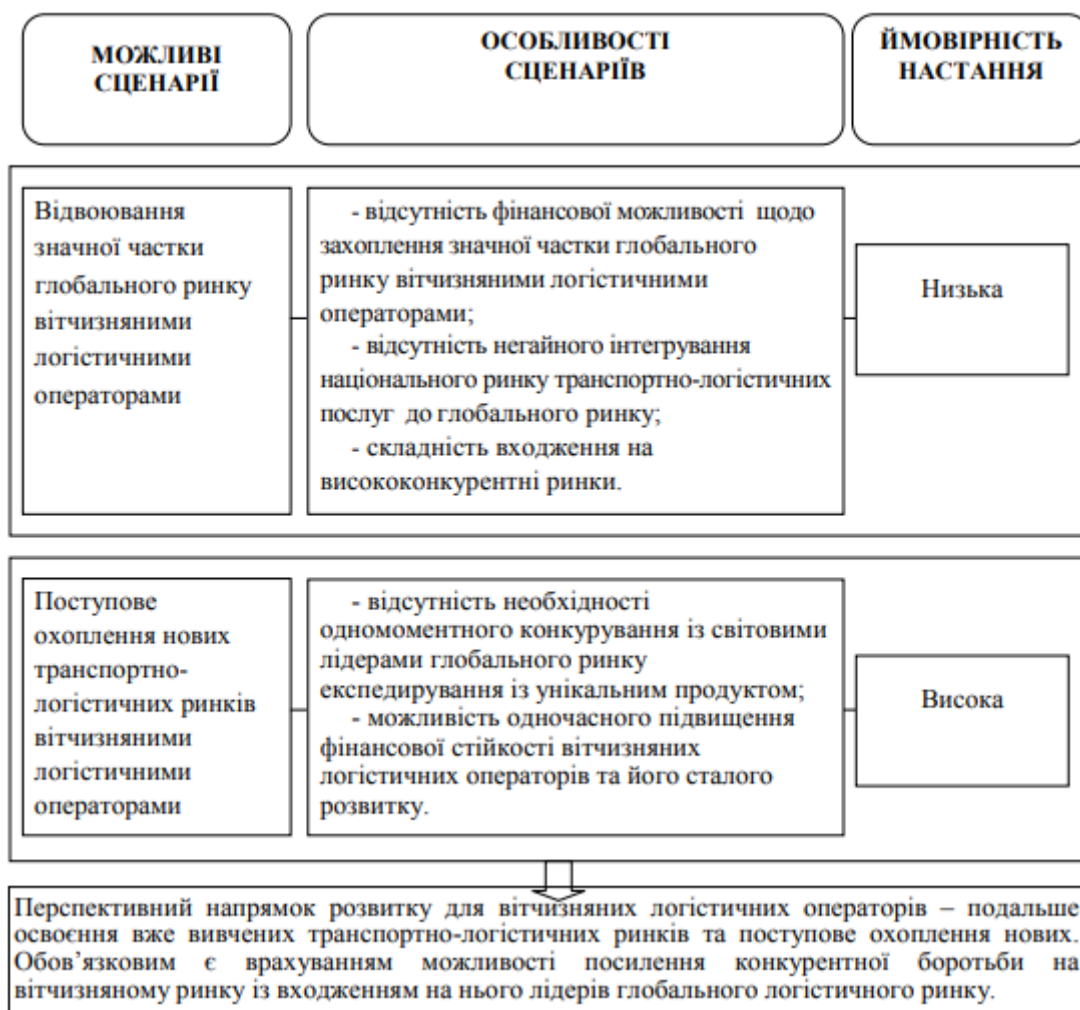 МОЖЛИВІ
СЦЕНАРІЇ
ОСОБЛИВОСТІ
СЦЕНАРІЇВ
ЙМОВІРНІСТЬ
НАСТАННЯ
Відвоювання
значної частки
глобального ринку
вітчизняними
логістичними
операторами
- відсутність фінансової можливості щодо
захоплення значної частки глобального
ринку вітчизняними логістичними
операторами;
- відсутність негайного інтегрування
національного ринку транспортно-логістичних
послуг до глобального ринку;
- складність входження на
висококонкурентні ринки.
Низька
Поступове
охоплення нових
транспортно-
логістичних ринків
вітчизняними
логістичними
операторами
- відсутність необхідності
одномоментного конкурування із світовими
лідерами глобального ринку
експедирування із унікальним продуктом;
- можливість одночасного підвищення
фінансової стійкості вітчизняних
логістичних операторів та його сталого
розвитку.
Висока
Перспективний напрямок розвитку для вітчизняних логістичних операторів – подальше
освоєння вже вивчених транспортно-логістичних ринків та поступове охоплення нових.
Обов’язковим є врахуванням можливості посилення конкурентної боротьби на
вітчизняному ринку із входженням на нього лідерів глобального логістичного ринку.